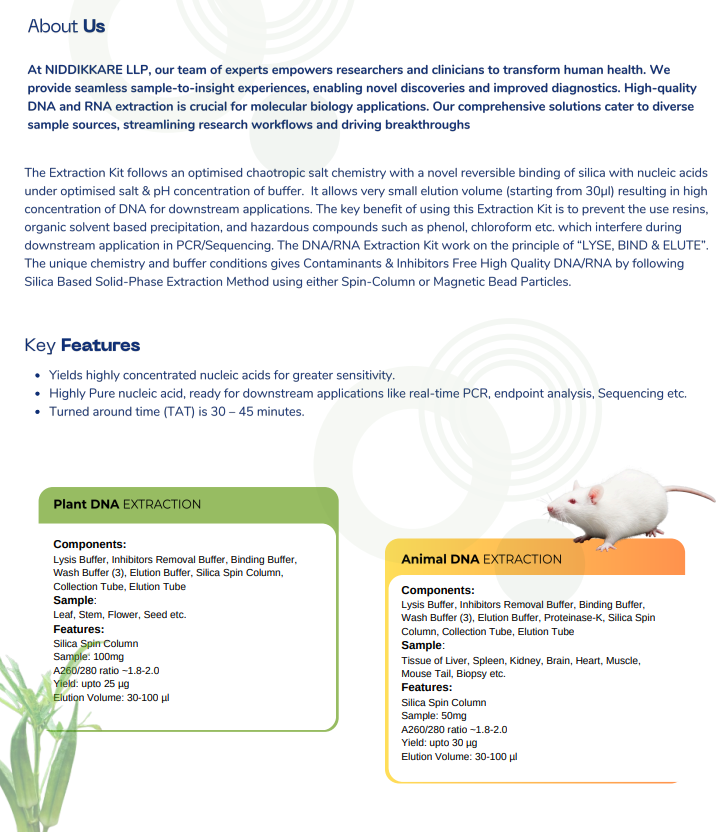 About Us
At NIDDIKKARE LLP, our team of experts empowers researchers and clinicians to transform human health. We
provide seamless sample-to-insight experiences, enabling novel discoveries and improved diagnostics. High-quality
DNA and RNA extraction is crucial for molecular biology applications. Our comprehensive solutions cater to diverse
sample sources, streamlining research workflows and driving breakthroughs
The Extraction Kit follows an optimised chaotropic salt chemistry with a novel reversible binding of silica with nucleic acids
under optimised salt & pH concentration of buffer. It allows very small elution volume (starting from 30µl) resulting in high
concentration of DNA for downstream applications. The key benefit of using this Extraction Kit is to prevent the use resins,
organic solvent based precipitation, and hazardous compounds such as phenol, chloroform etc. which interfere during
downstream application in PCR/Sequencing. The DNA/RNA Extraction Kit work on the principle of “LYSE, BIND & ELUTE”.
The unique chemistry and buffer conditions gives Contaminants & Inhibitors Free High Quality DNA/RNA by following
Silica Based Solid-Phase Extraction Method using either Spin-Column or Magnetic Bead Particles.
Key Features
• Yields highly concentrated nucleic acids for greater sensitivity.
• Highly Pure nucleic acid, ready for downstream applications like real-time PCR, endpoint analysis, Sequencing etc.
• Turned around time (TAT) is 30 – 45 minutes.
Plant DNA EXTRACTION
Components:
Lysis Buffer, Inhibitors Removal Buffer, Binding Buffer,
Wash Buffer (3), Elution Buffer, Silica Spin Column,
Collection Tube, Elution Tube
Sample:
Leaf, Stem, Flower, Seed etc.
Features:
Silica Spin Column
Sample: 100mg
A260/280 ratio ~1.8-2.0
Yield: upto 25 µg
Elution Volume: 30-100 µl
Animal DNA EXTRACTION
Components:
Lysis Buffer, Inhibitors Removal Buffer, Binding Buffer,
Wash Buffer (3), Elution Buffer, Proteinase-K, Silica Spin
Column, Collection Tube, Elution Tube
Sample:
Tissue of Liver, Spleen, Kidney, Brain, Heart, Muscle,
Mouse Tail, Biopsy etc.
Features:
Silica Spin Column
Sample: 50mg
A260/280 ratio ~1.8-2.0
Yield: upto 30 µg
Elution Volume: 30-100 µl